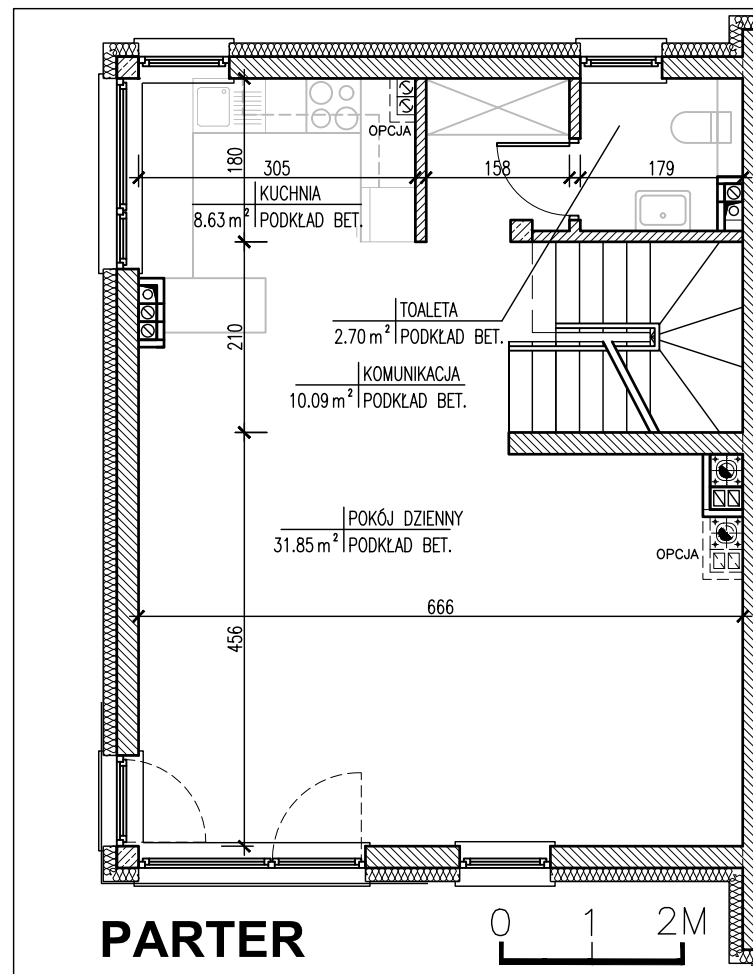 OPCJA
180
305
158
179
KUCHNIA
8.63 m² PODKŁAD BET.
TOALETA
2.70 m² PODKŁAD BET.
210
KOMUNIKACJA
10.09 m² PODKŁAD BET.
POKÓJ DZIENNY
31.85 m² PODKŁAD BET.
OPCJA
666
456
PARTER
0 1 2M